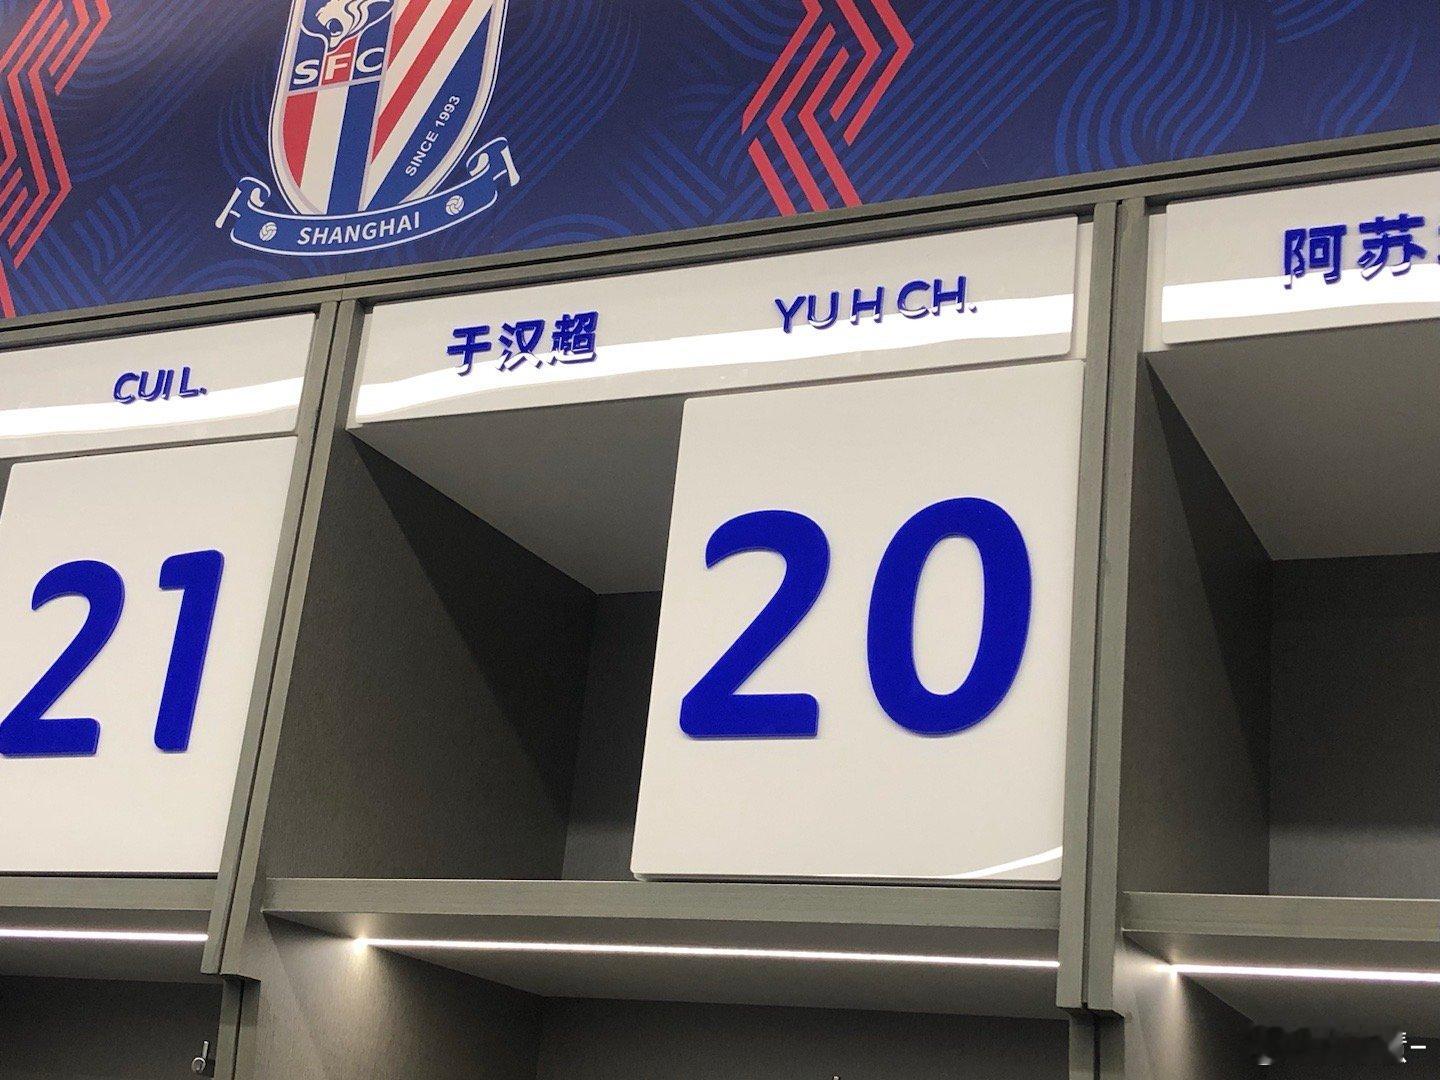 SFC
SINCE 1993
SHANGHAI
CUI L.
于汉超 YU H CH.
阿苏
21
20